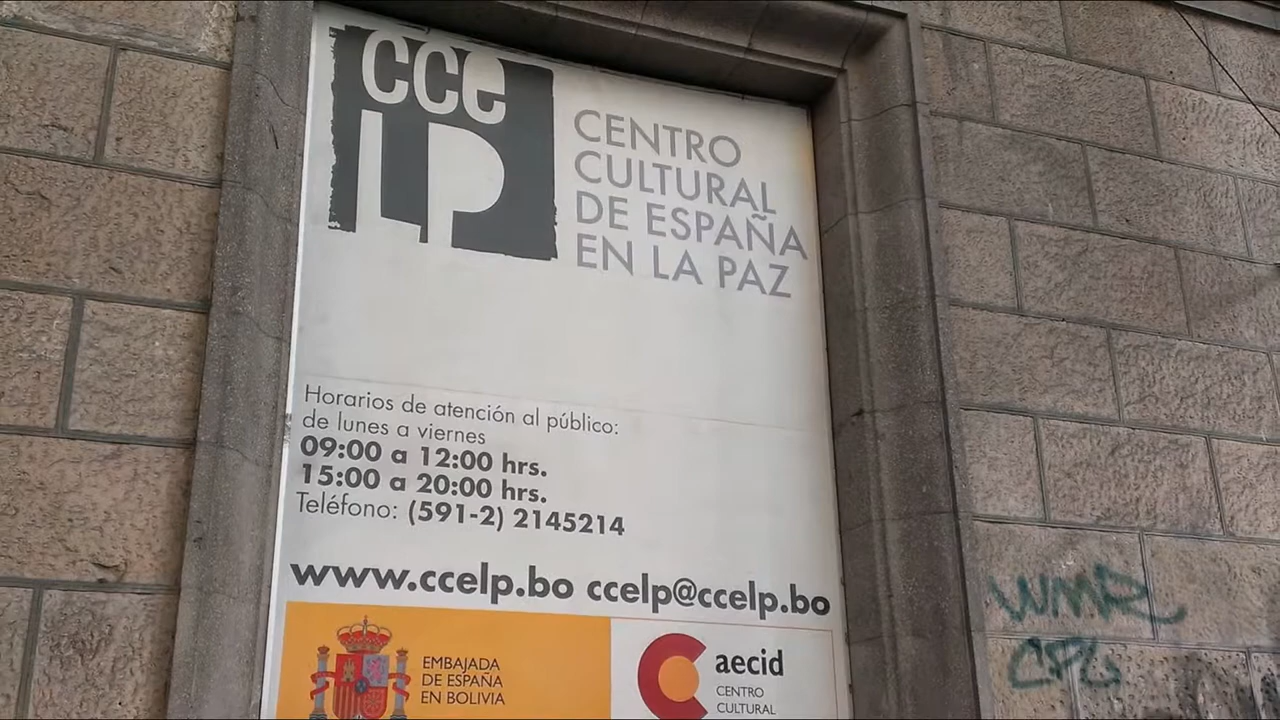 cce
LP
CENTRO
CULTURAL
DE ESPAÑA
EN LA PAZ
Horarios de atención al público:
de lunes a viernes
09:00 a 12:00 hrs.
15:00 a 20:00 hrs.
Teléfono: (591-2) 2145214
www.ccelp.bo ccelp@ccelp.bo
EMBAJADA
DE ESPAÑA
EN BOLIVIA
aecid
CENTRO
CULTURAL